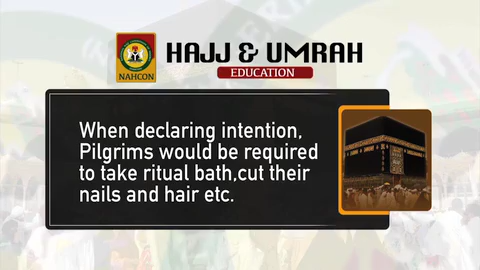 NAHCON
HAJJ & UMRAH
EDUCATION
When declaring intention,
Pilgrims would be required
to take ritual bath,cut their
nails and hair etc.